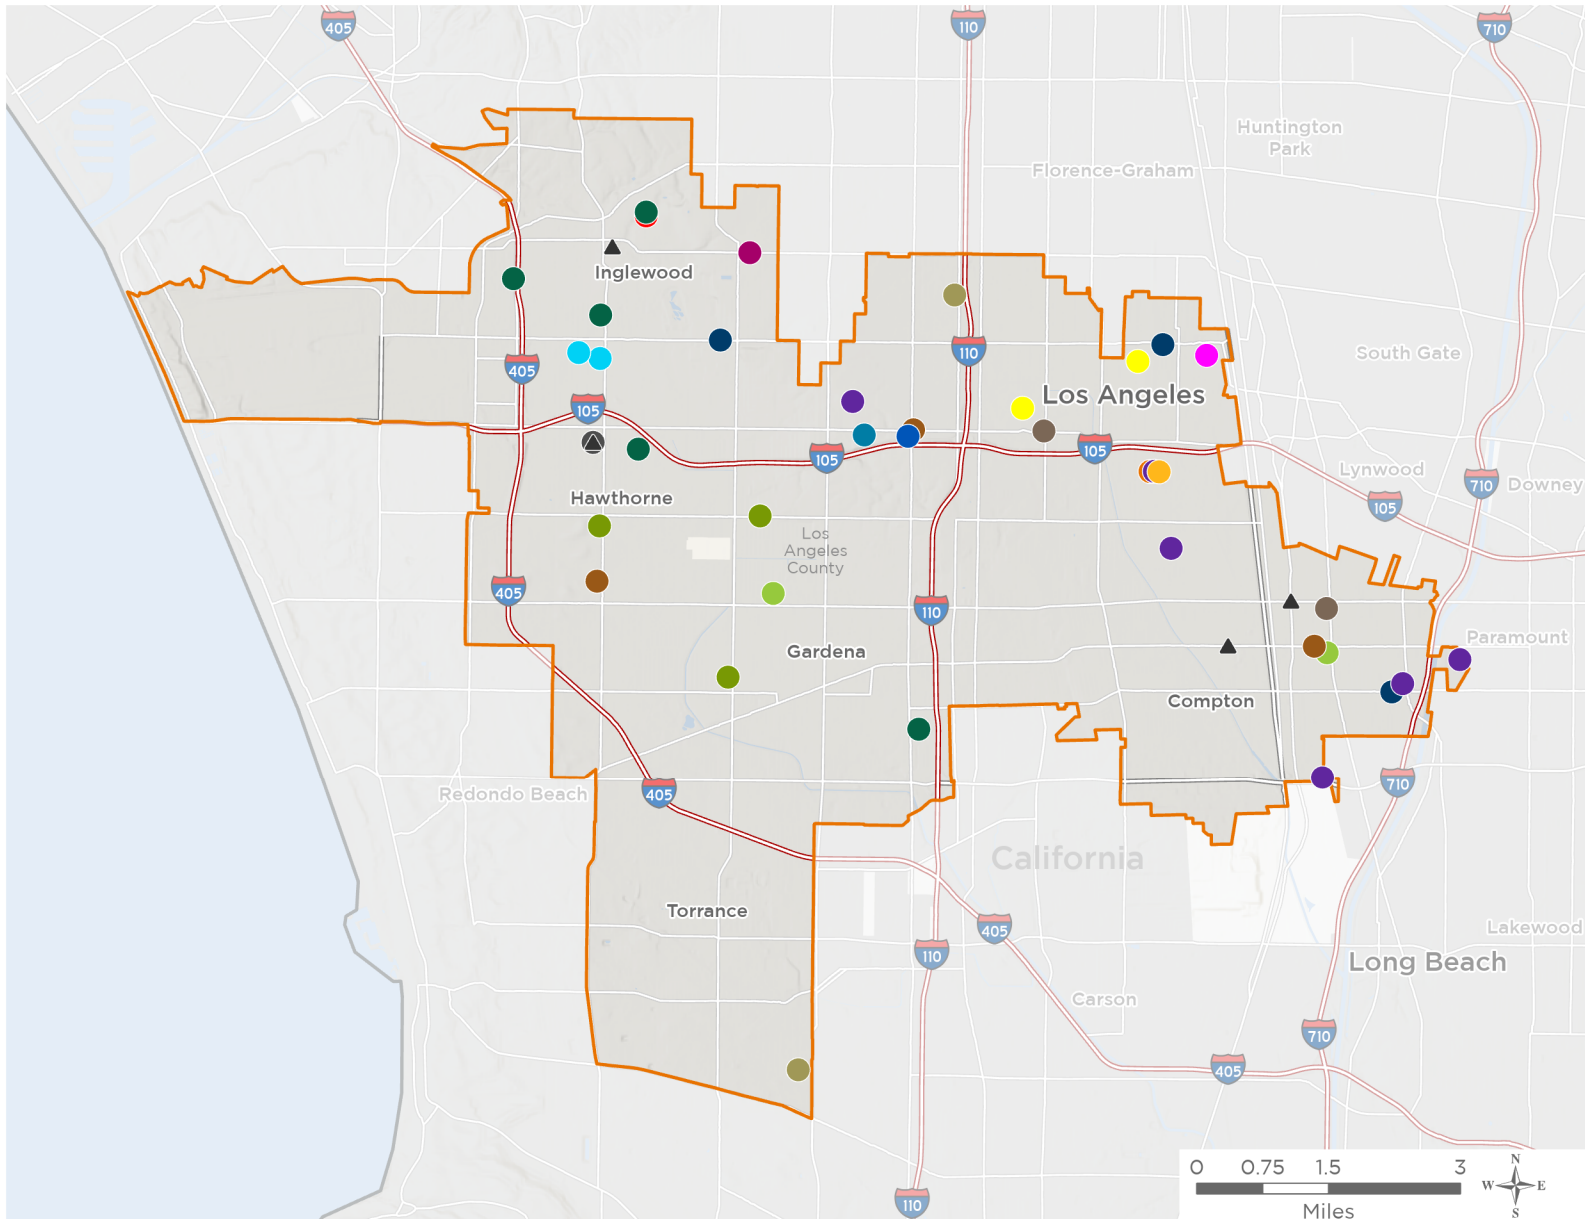 405
110
710
Huntington
Park
Florence-Graham
Inglewood
110
South Gate
405
Los Angeles
105
105
105
Lynwood
710
Downey
105
Hawthorne
Los
Angeles
County
405
110
Paramount
Gardena
Compton
Redondo Beach
405
710
California
Torrance
405
Lakewood
110
Long Beach
Carson
710
405
110
0 0.75 1.5 3
Miles
N
W E
S